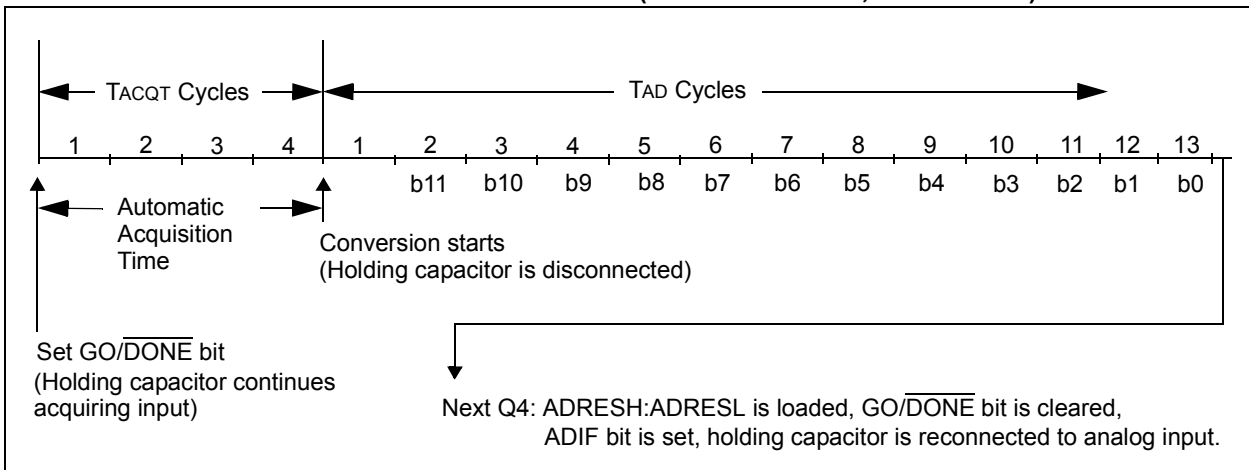 TACQT Cycles TAD Cycles
1 2 3 4 1 2 3 4 5 6 7 8 9 10 11 12 13
b11 b10 b9 b8 b7 b6 b5 b4 b3 b2 b1 b0
Automatic
Acquisition
Time
Conversion starts
(Holding capacitor is disconnected)
Set GO/DONE bit
(Holding capacitor continues
acquiring input)
Next Q4: ADRESH:ADRESL is loaded, GO/DONE bit is cleared,
ADIF bit is set, holding capacitor is reconnected to analog input.